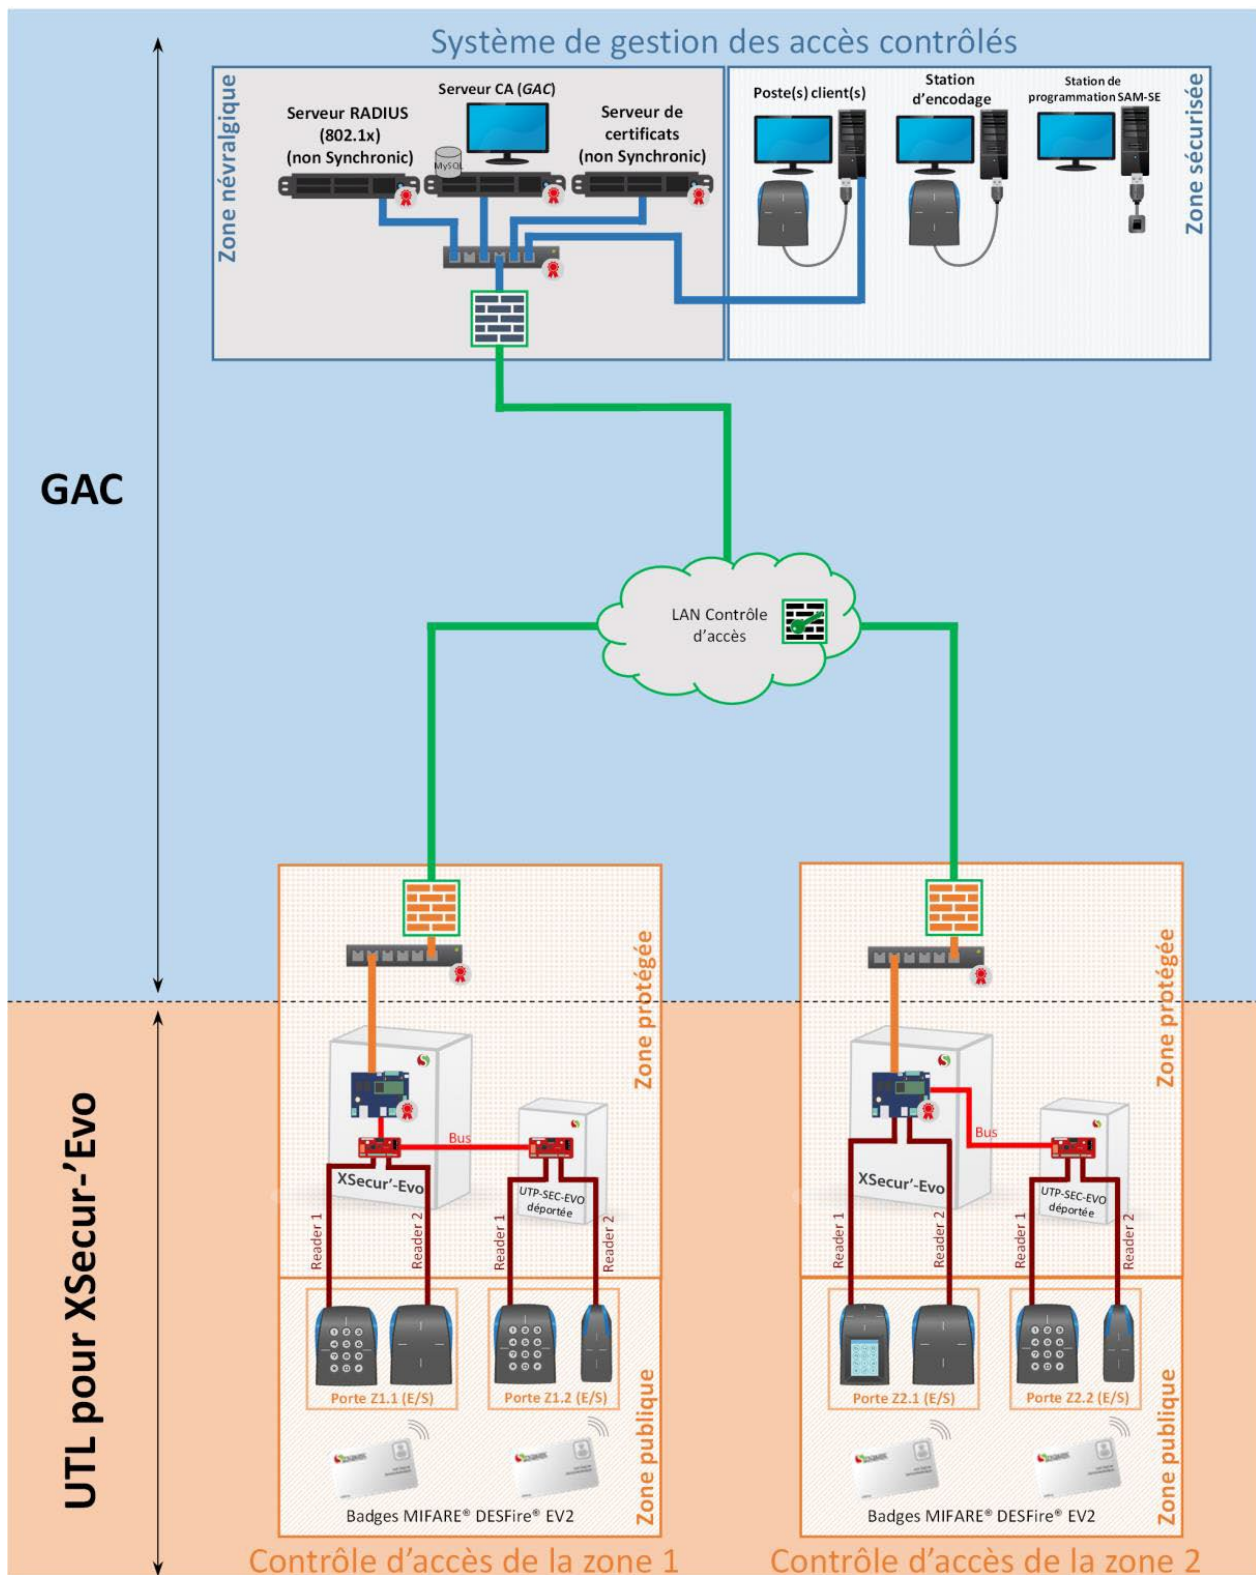 Système de gestion des accès contrôlés
Zone névralgique
Serveur RADIUS
(802.1x)
(non Synchronic)
Serveur CA (GAC)
MySQL
Serveur de
certificats
(non Synchronic)
Poste(s) client(s)
Station
d’encodage
Station de
programmation SAM-SE
Zone sécurisée
GAC
LAN Contrôle
d’accès
Zone protégée
Zone protégée
UTL pour XSecur-’Evo
Bus
XSecur’-Evo
UTP-SEC-EVO
déportée
Reader 1
Reader 2
Reader 1
Reader 2
Bus
XSecur’-Evo
UTP-SEC-EVO
déportée
Reader 1
Reader 2
Reader 1
Reader 2
Porte Z1.1 (E/S)
Porte Z1.2 (E/S)
Zone publique
Porte Z2.1 (E/S)
Porte Z2.2 (E/S)
Zone publique
Badges MIFARE® DESFire® EV2
Badges MIFARE® DESFire® EV2
Contrôle d’accès de la zone 1
Contrôle d’accès de la zone 2